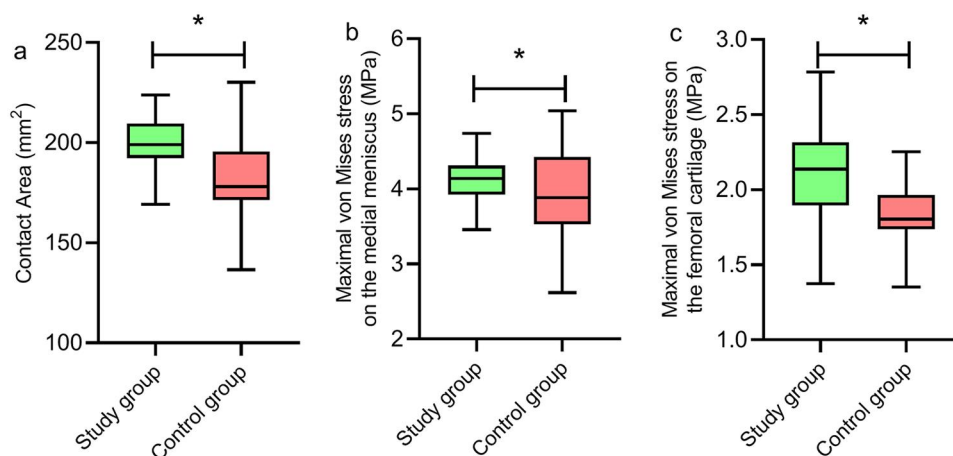 a
Contact Area (mm²)
250
200
150
100
*
Study group
Control group
b
Maximal von Mises stress
on the medial meniscus (MPa)
6
5
4
3
2
*
Study group
Control group
c
Maximal von Mises stress on
the femoral cartilage (MPa)
3.0
2.5
2.0
1.5
1.0
*
Study group
Control group